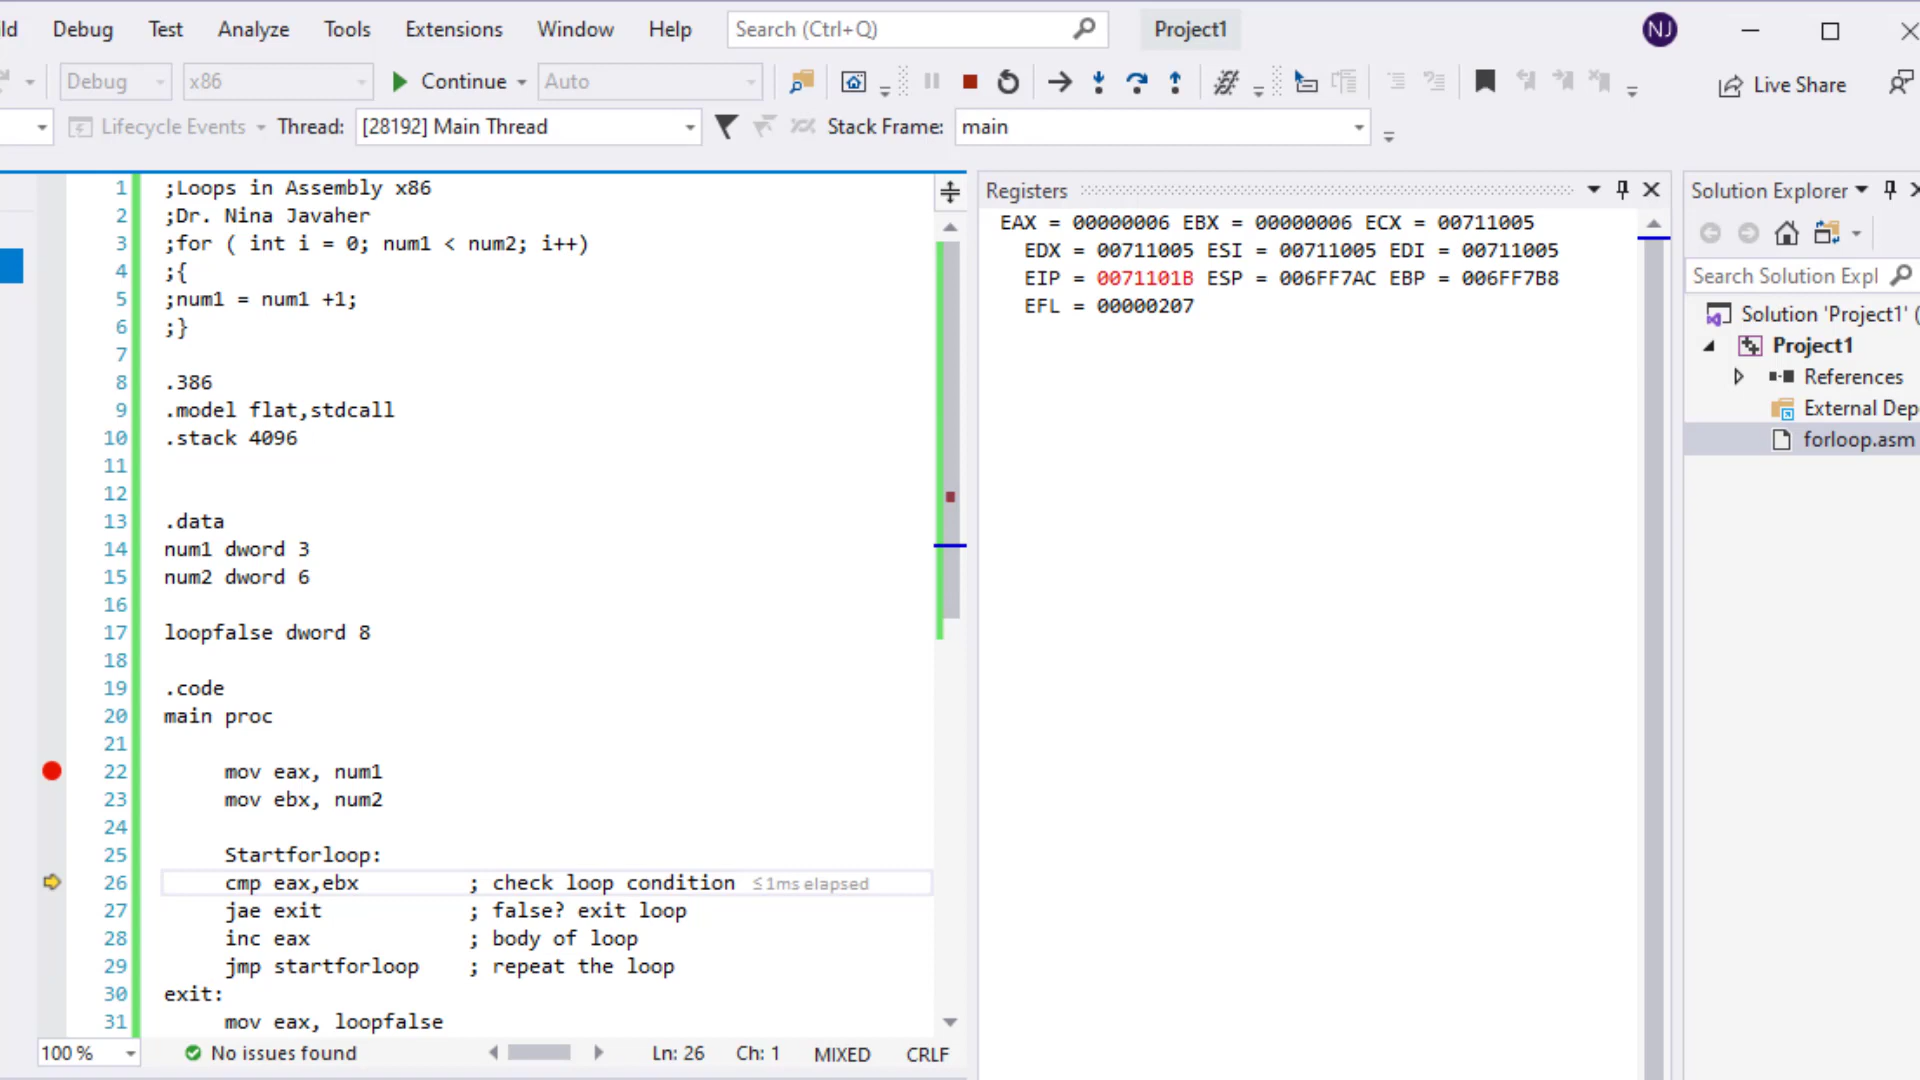 ld Debug Test Analyze Tools Extensions Window Help Search (Ctrl+Q) Project1 NJ
Debug x86 Continue Auto Live Share
Lifecycle Events Thread: [28192] Main Thread Stack Frame: main
1 ;Loops in Assembly x86
2 ;Dr. Nina Javaher
3 ;for ( int i = 0; num1 < num2; i++)
4 ;{
5 ;num1 = num1 +1;
6 ;}
7
8 .386
9 .model flat,stdcall
10 .stack 4096
11
12
13 .data
14 num1 dword 3
15 num2 dword 6
16
17 loopfalse dword 8
18
19 .code
20 main proc
21
22 mov eax, num1
23 mov ebx, num2
24
25 Startforloop:
26 cmp eax,ebx ; check loop condition ≤1ms elapsed
27 jae exit ; false? exit loop
28 inc eax ; body of loop
29 jmp startforloop ; repeat the loop
30 exit:
31 mov eax, loopfalse
100 % No issues found Ln: 26 Ch: 1 MIXED CRLF
Registers
EAX = 00000006 EBX = 00000006 ECX = 00711005
EDX = 00711005 ESI = 00711005 EDI = 00711005
EIP = 0071101B ESP = 006FF7AC EBP = 006FF7B8
EFL = 00000207
Solution Explorer
Search Solution Expl
Solution 'Project1' (
Project1
References
External Dep
forloop.asm